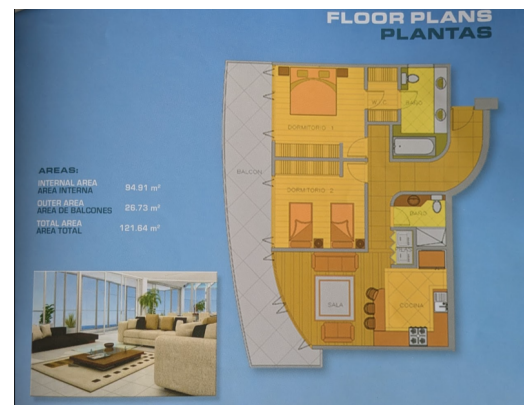 FLOOR PLANS
PLANTAS
BALCON
DORMITORIO 1
W.I.C.
BAÑO
DORMITORIO 2
BAÑO
SALA
COCINA
AREAS:
INTERNAL AREA
AREA INTERNA
94.91 m²
OUTER AREA
AREA DE BALCONES
26.73 m²
TOTAL AREA
AREA TOTAL
121.64 m²